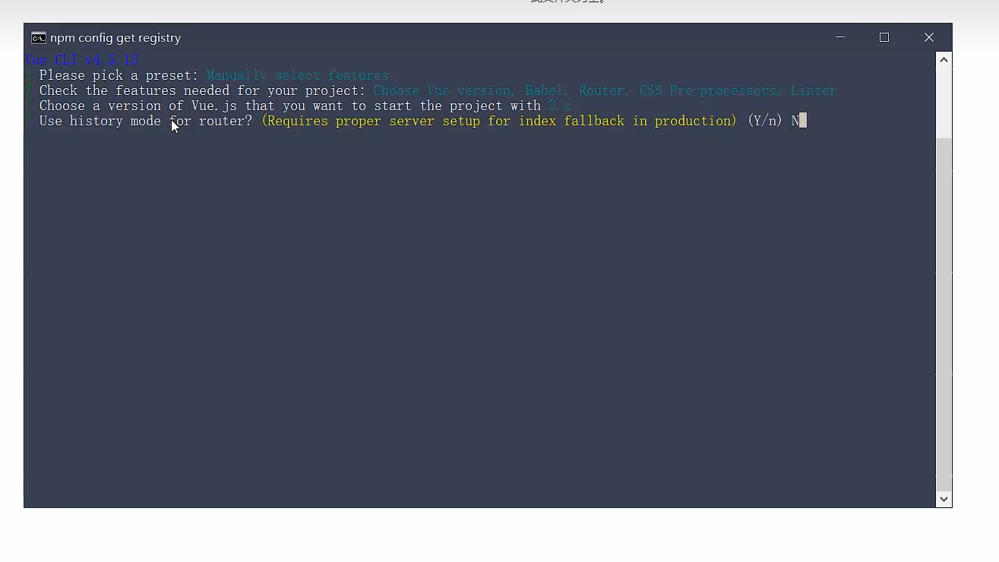 npm config get registry
Vue CLI v4.5.13
? Please pick a preset: Manually select features
? Check the features needed for your project: Choose Vue version, Babel, Router, CSS Pre-processors, Linter
? Choose a version of Vue.js that you want to start the project with 2.x
? Use history mode for router? (Requires proper server setup for index fallback in production) (Y/n) N